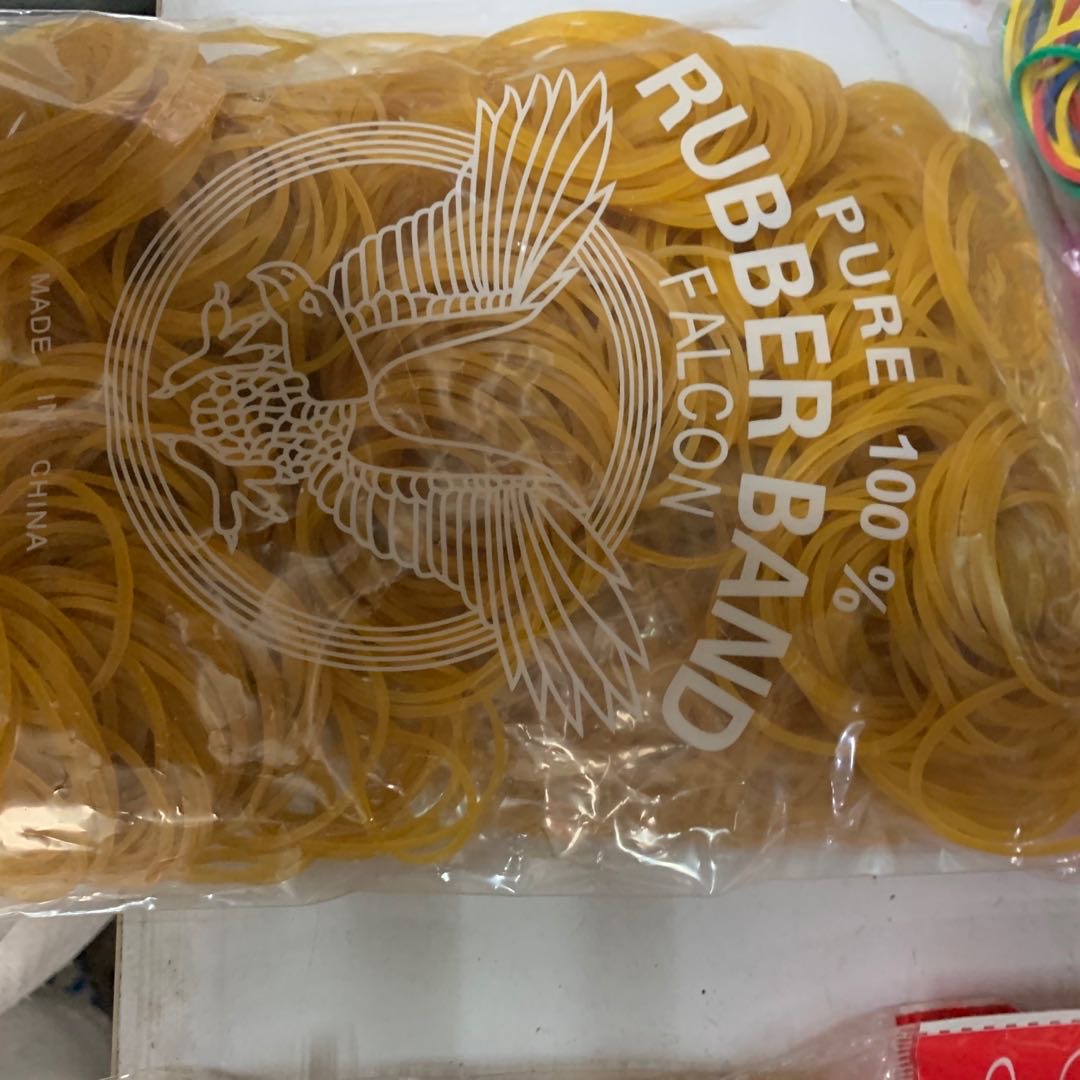 PURE 100 %
RUBBER BAND
FALCON
MADE IN CHINA